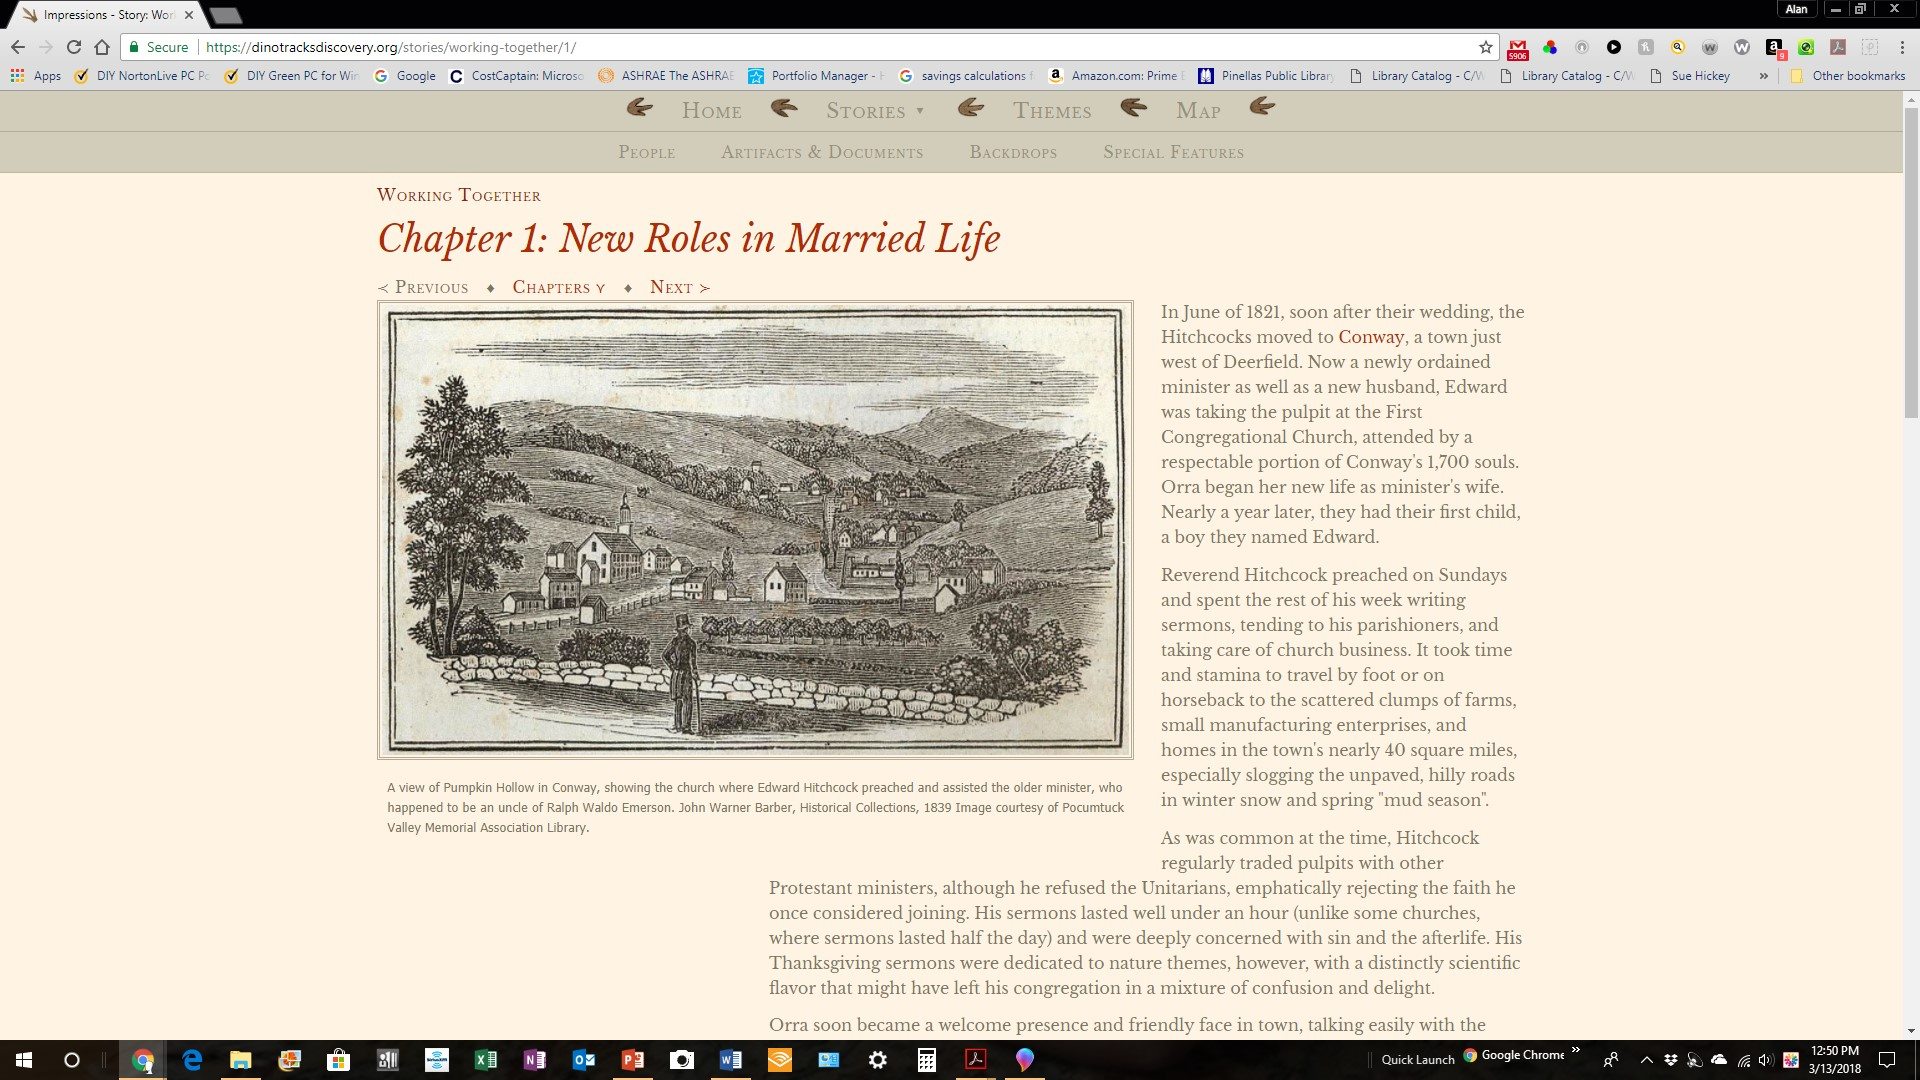 Impressions - Story: Wor
Alan
Secure
https://dinotracksdiscovery.org/stories/working-together/1/
5906
9
Apps
DIY NortonLive PC Po
DIY Green PC for Win
Google
CostCaptain: Microso
ASHRAE The ASHRAE
Portfolio Manager - H
savings calculations f
Amazon.com: Prime E
Pinellas Public Library
Library Catalog - C/W
Library Catalog - C/W
Sue Hickey
»
Other bookmarks
Home
Stories ▼
Themes
Map
People
Artifacts & Documents
Backdrops
Special Features
Working Together
Chapter 1: New Roles in Married Life
< Previous ♦ Chapters ⋎ ♦ Next >
In June of 1821, soon after their wedding, the
Hitchcocks moved to Conway, a town just
west of Deerfield. Now a newly ordained
minister as well as a new husband, Edward
was taking the pulpit at the First
Congregational Church, attended by a
respectable portion of Conway's 1,700 souls.
Orra began her new life as minister's wife.
Nearly a year later, they had their first child,
a boy they named Edward.
Reverend Hitchcock preached on Sundays
and spent the rest of his week writing
sermons, tending to his parishioners, and
taking care of church business. It took time
and stamina to travel by foot or on
horseback to the scattered clumps of farms,
small manufacturing enterprises, and
homes in the town's nearly 40 square miles,
especially slogging the unpaved, hilly roads
in winter snow and spring "mud season".
A view of Pumpkin Hollow in Conway, showing the church where Edward Hitchcock preached and assisted the older minister, who
happened to be an uncle of Ralph Waldo Emerson. John Warner Barber, Historical Collections, 1839 Image courtesy of Pocumtuck
Valley Memorial Association Library.
As was common at the time, Hitchcock
regularly traded pulpits with other
Protestant ministers, although he refused the Unitarians, emphatically rejecting the faith he
once considered joining. His sermons lasted well under an hour (unlike some churches,
where sermons lasted half the day) and were deeply concerned with sin and the afterlife. His
Thanksgiving sermons were dedicated to nature themes, however, with a distinctly scientific
flavor that might have left his congregation in a mixture of confusion and delight.
Orra soon became a welcome presence and friendly face in town, talking easily with the
Quick Launch
Google Chrome
»
12:50 PM
3/13/2018